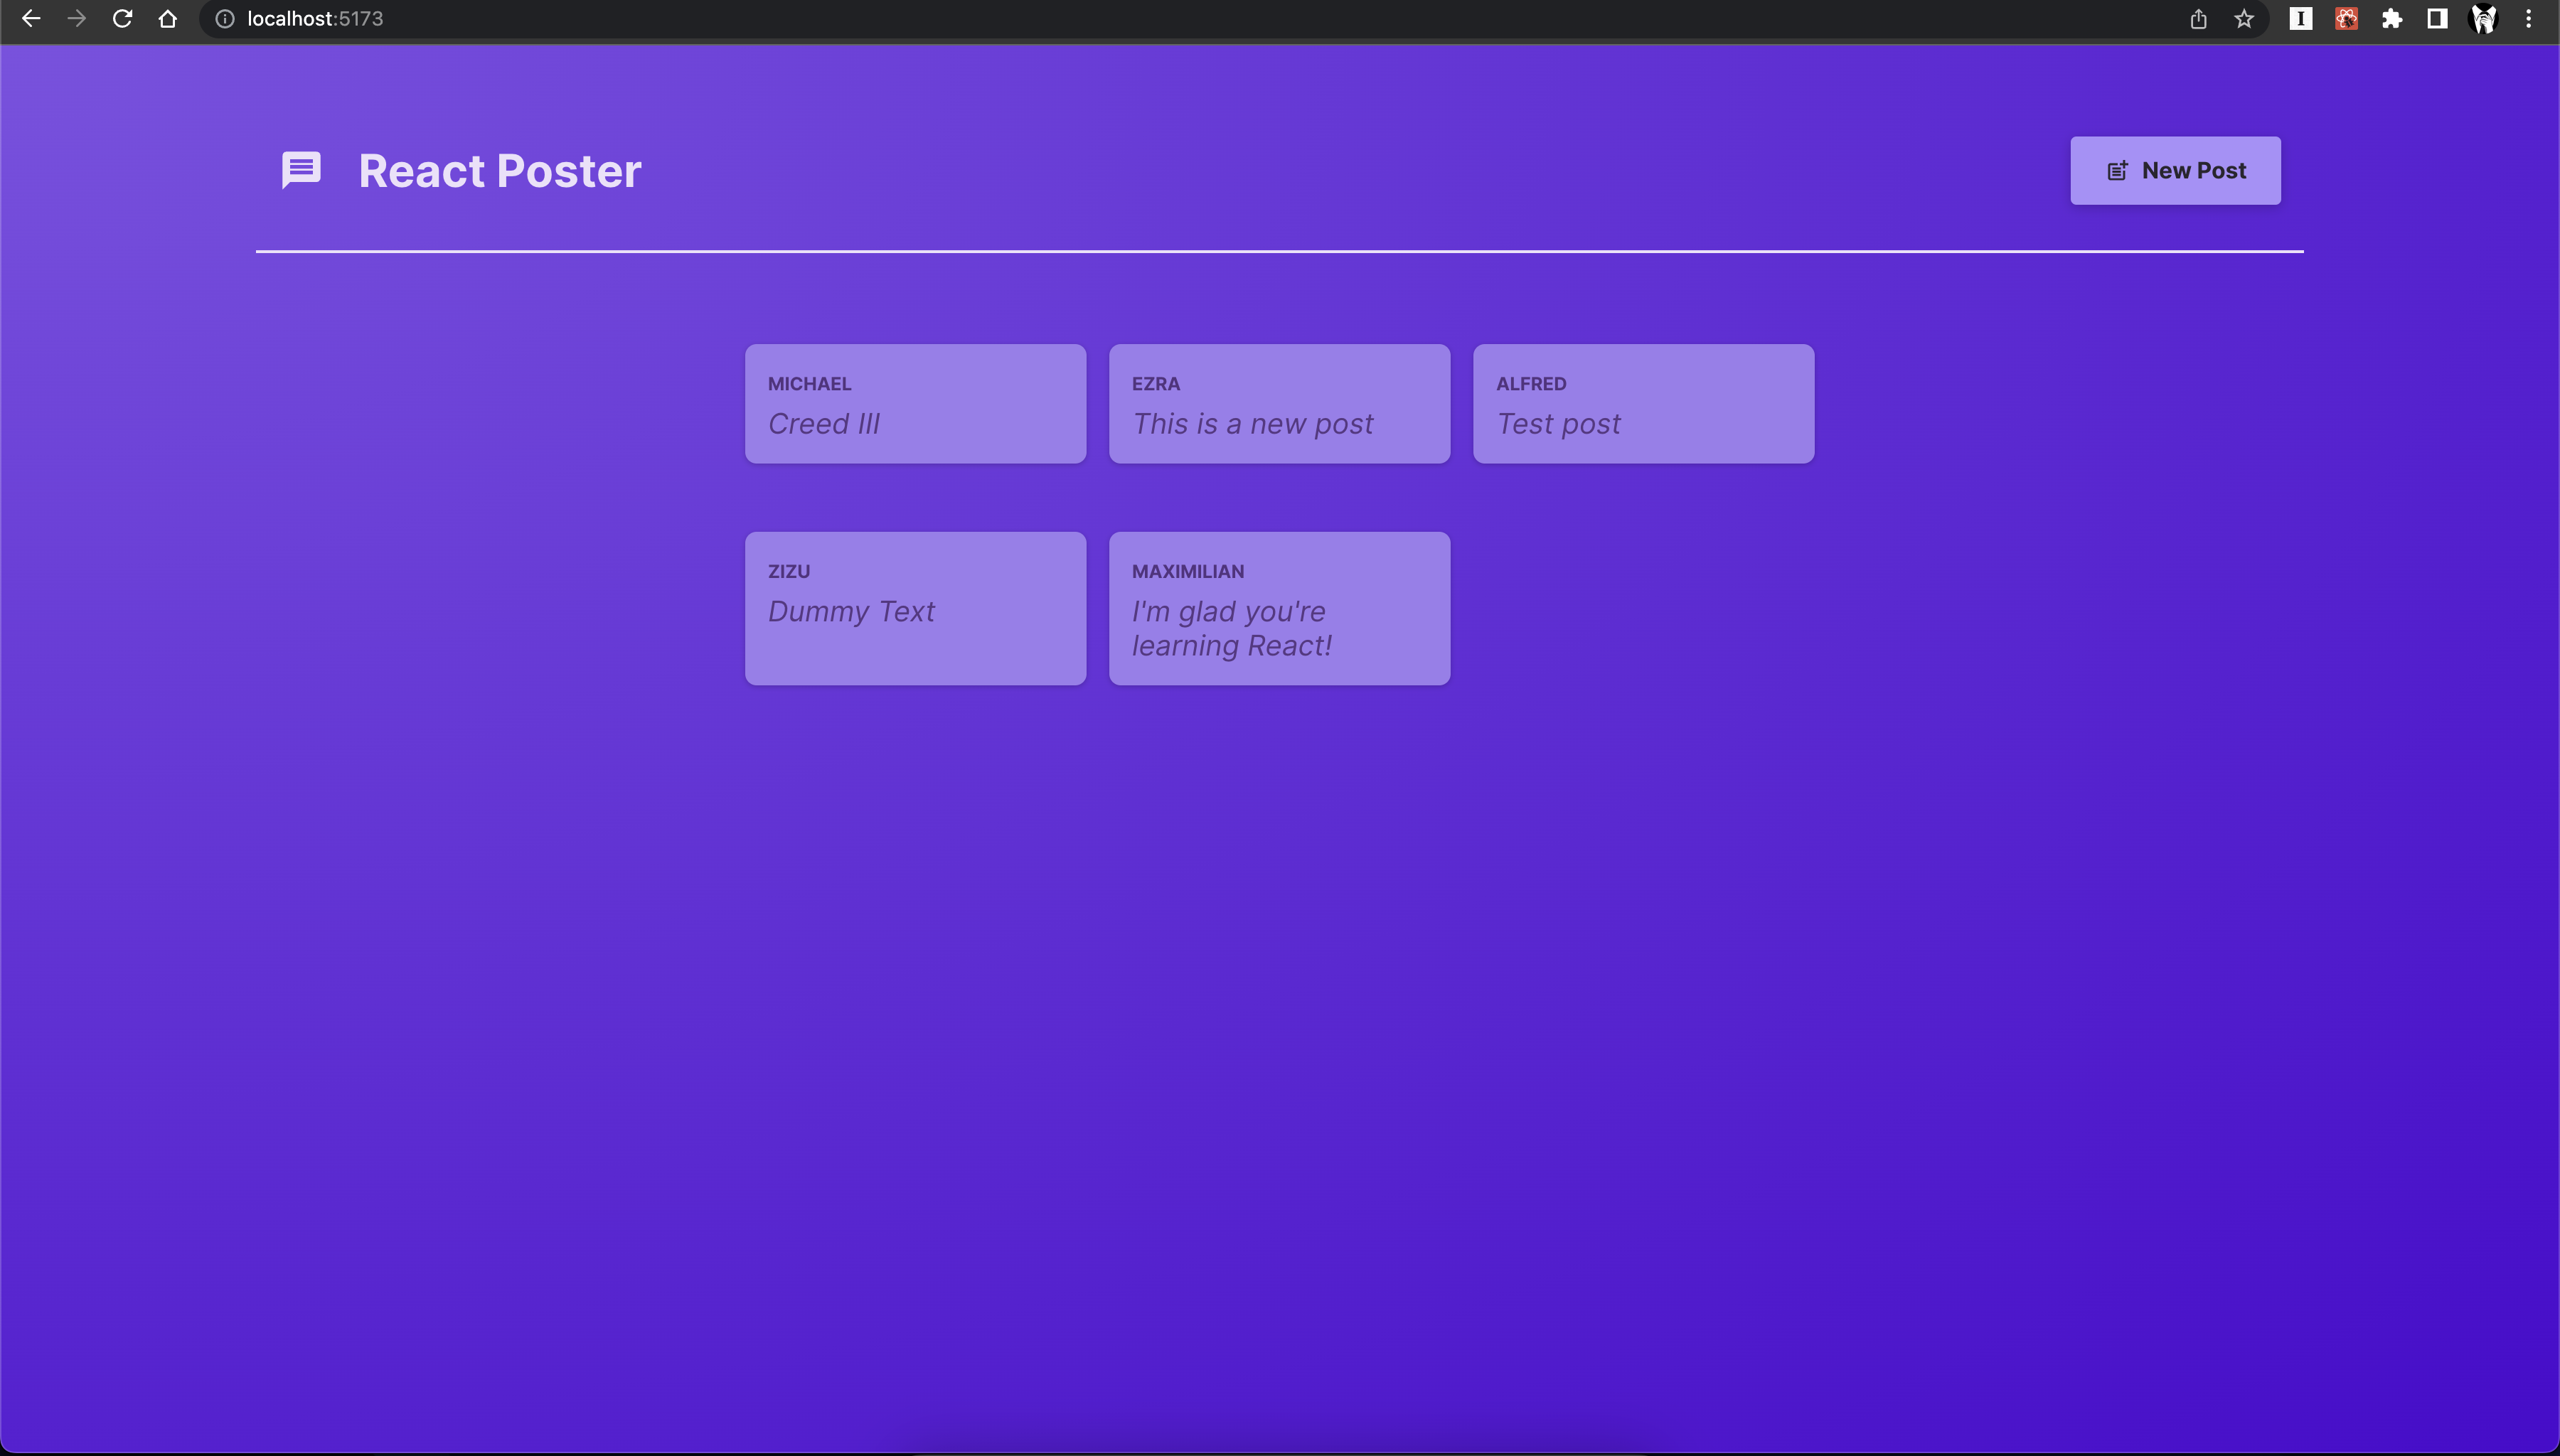 localhost:5173
React Poster
New Post
MICHAEL
Creed III
EZRA
This is a new post
ALFRED
Test post
ZIZU
Dummy Text
MAXIMILIAN
I'm glad you're
learning React!